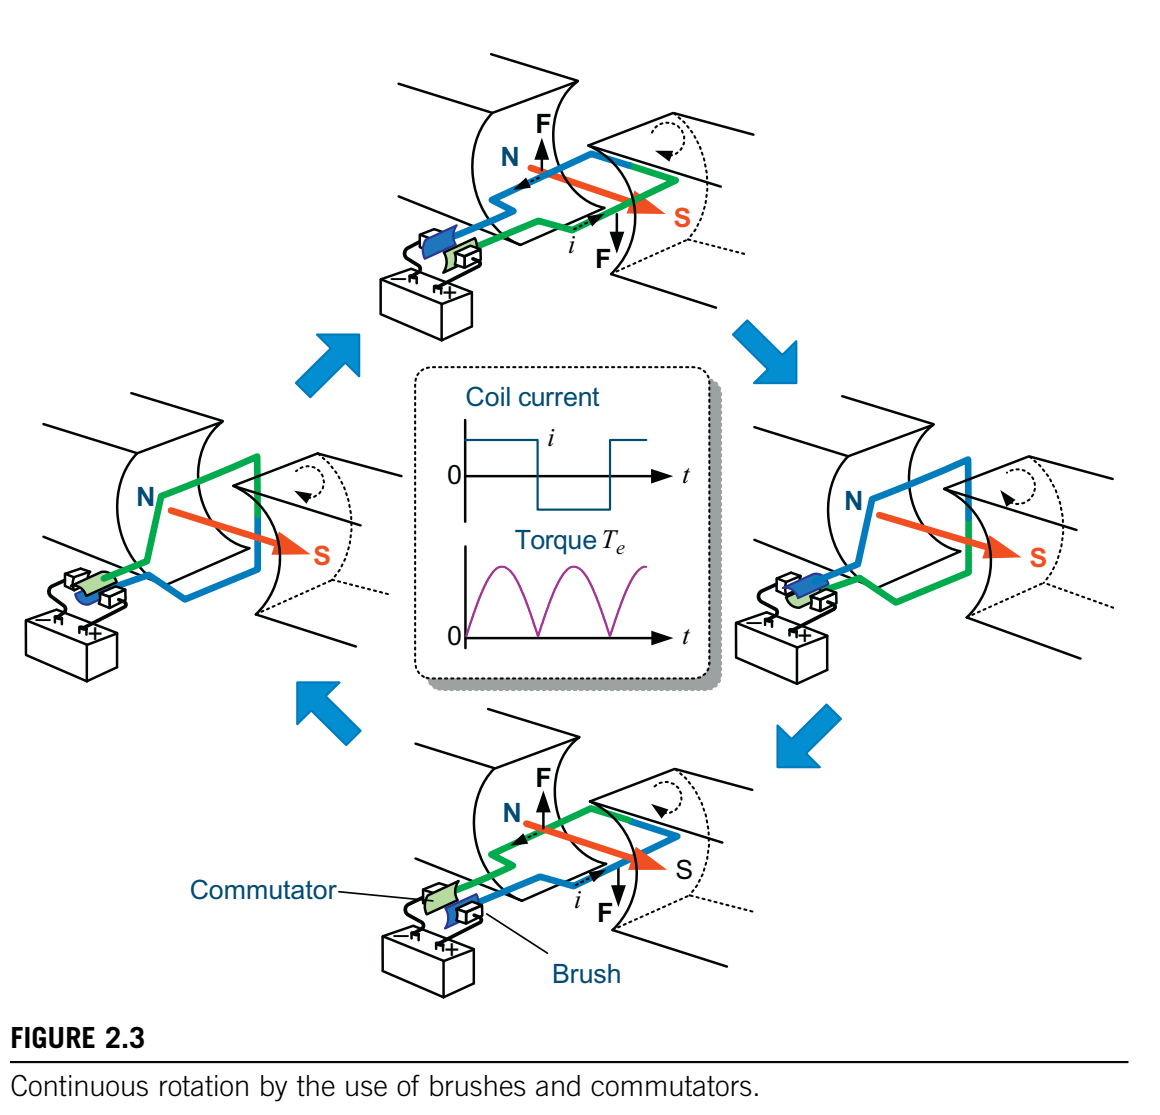 F
N
S
i
F
− +
Coil current
i
0
t
Torque Te
0
t
N
S
− +
N
S
− +
F
N
S
i
F
Commutator
− +
Brush
FIGURE 2.3
Continuous rotation by the use of brushes and commutators.